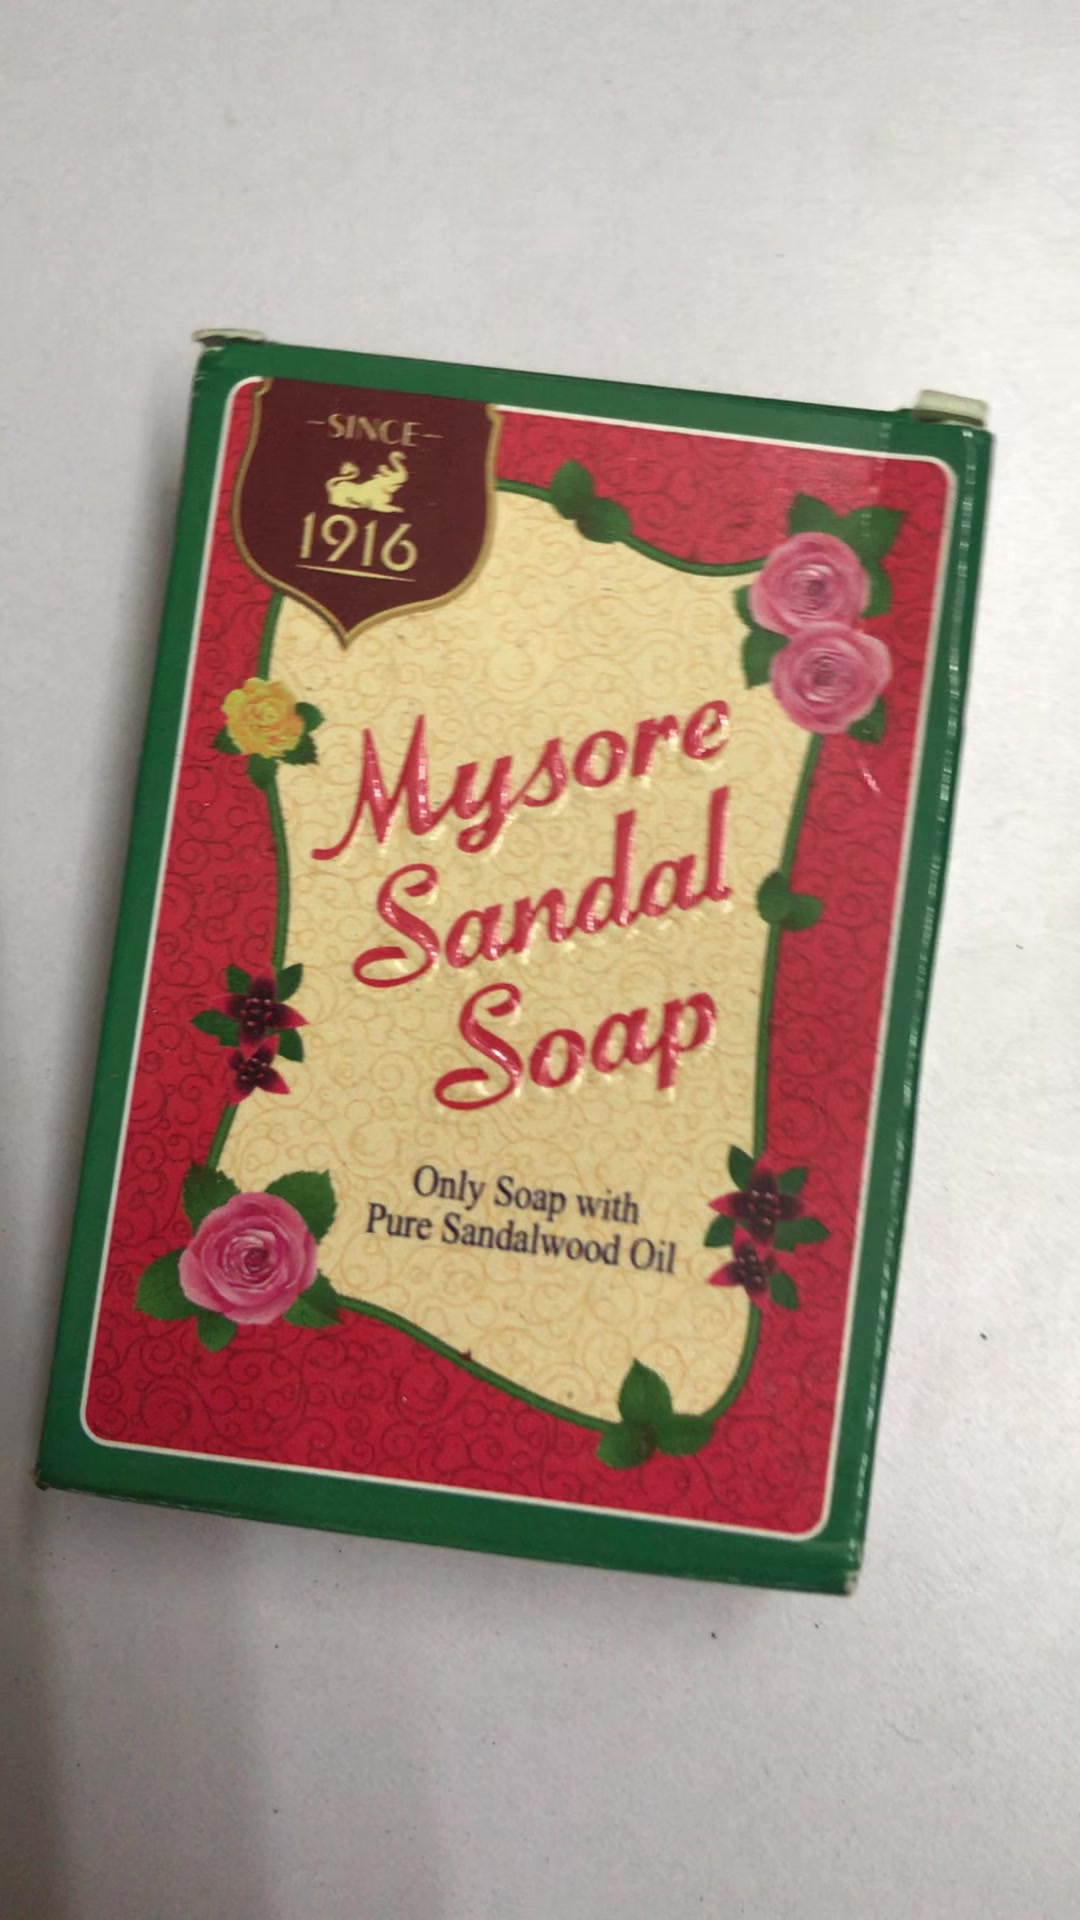 -SINCE-
1916
Mysore
Sandal
Soap
Only Soap with
Pure Sandalwood Oil